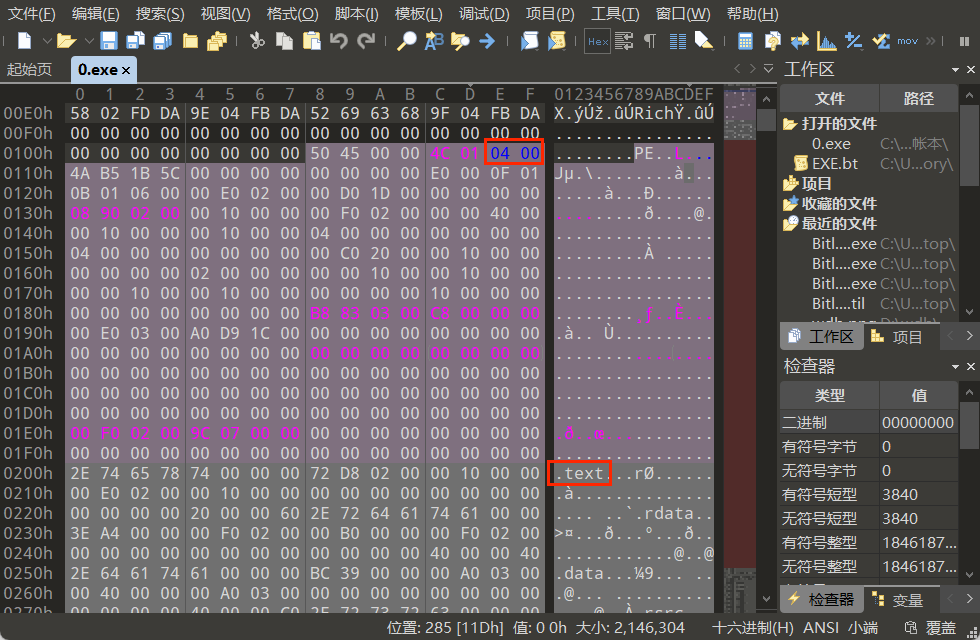 文件(F) 编辑(E) 搜索(S) 视图(V) 格式(O) 脚本(I) 模板(L) 调试(D) 项目(P) 工具(T) 窗口(W) 帮助(H)
Hex mov
起始页 0.exe 工作区
0 1 2 3 4 5 6 7 8 9 A B C D E F 0123456789ABCDEF 文件 路径
00E0h 58 02 FD DA 9E 04 FB DA 52 69 63 68 9F 04 FB DA X.ýÚž.ûÚRichŸ.ûÚ
00F0h 00 00 00 00 00 00 00 00 00 00 00 00 00 00 00 00 ................ 打开的文件
0100h 00 00 00 00 00 00 00 00 50 45 00 00 4C 01 04 00 ........PE..L... 0.exe C:\...帐本\
0110h 4A B5 1B 5C 00 00 00 00 00 00 00 00 E0 00 0F 01 Jµ.\........à... EXE.bt C:\U...ory\
0120h 0B 01 06 00 00 E0 02 00 00 D0 1D 00 00 00 00 00 .....à...Ð...... 项目
0130h 08 90 02 00 00 10 00 00 00 F0 02 00 00 00 40 00 .........ð....@. 收藏的文件
0140h 00 10 00 00 00 10 00 00 04 00 00 00 00 00 00 00 ................ 最近的文件
0150h 04 00 00 00 00 00 00 00 00 C0 20 00 00 10 00 00 .........À ..... Bitl....exe C:\U...top\
0160h 00 00 00 00 02 00 00 00 00 00 10 00 00 10 00 00 ................ Bitl....exe C:\U...top\
0170h 00 00 10 00 00 10 00 00 00 00 00 00 10 00 00 00 ................ Bitl....exe C:\U...top\
0180h 00 00 00 00 00 00 00 00 B8 83 03 00 C8 00 00 00 ........¸ƒ..È... Bitl....til C:\U...top\
0190h 00 E0 03 00 A0 D9 1C 00 00 00 00 00 00 00 00 00 .à.. Ù..........
01A0h 00 00 00 00 00 00 00 00 00 00 00 00 00 00 00 00 ................ 工作区 项目
01B0h 00 00 00 00 00 00 00 00 00 00 00 00 00 00 00 00 ................ 检查器
01C0h 00 00 00 00 00 00 00 00 00 00 00 00 00 00 00 00 ................ 类型 值
01D0h 00 00 00 00 00 00 00 00 00 00 00 00 00 00 00 00 ................ 二进制 00000000
01E0h 00 F0 02 00 9C 07 00 00 00 00 00 00 00 00 00 00 .ð..œ........... 有符号字节 0
01F0h 00 00 00 00 00 00 00 00 00 00 00 00 00 00 00 00 ................ 无符号字节 0
0200h 2E 74 65 78 74 00 00 00 72 D8 02 00 00 10 00 00 .text...rØ...... 有符号短型 3840
0210h 00 E0 02 00 00 10 00 00 00 00 00 00 00 00 00 00 .à.............. 无符号短型 3840
0220h 00 00 00 00 20 00 00 60 2E 72 64 61 74 61 00 00 .... ..`.rdata.. 有符号整型 1846187...
0230h 3E A4 00 00 00 F0 02 00 00 B0 00 00 00 F0 02 00 >¤...ð...°...ð.. 无符号整型 1846187...
0240h 00 00 00 00 00 00 00 00 00 00 00 00 40 00 00 40 ............@..@
0250h 2E 64 61 74 61 00 00 00 BC 39 00 00 00 A0 03 00 .data...¼9... ..
0260h 00 40 00 00 00 A0 03 00 00 00 00 00 00 00 00 00 .@... .......... 检查器 变量
位置: 285 [11Dh] 值: 0 0h 大小: 2,146,304 十六进制(H) ANSI 小端 覆盖